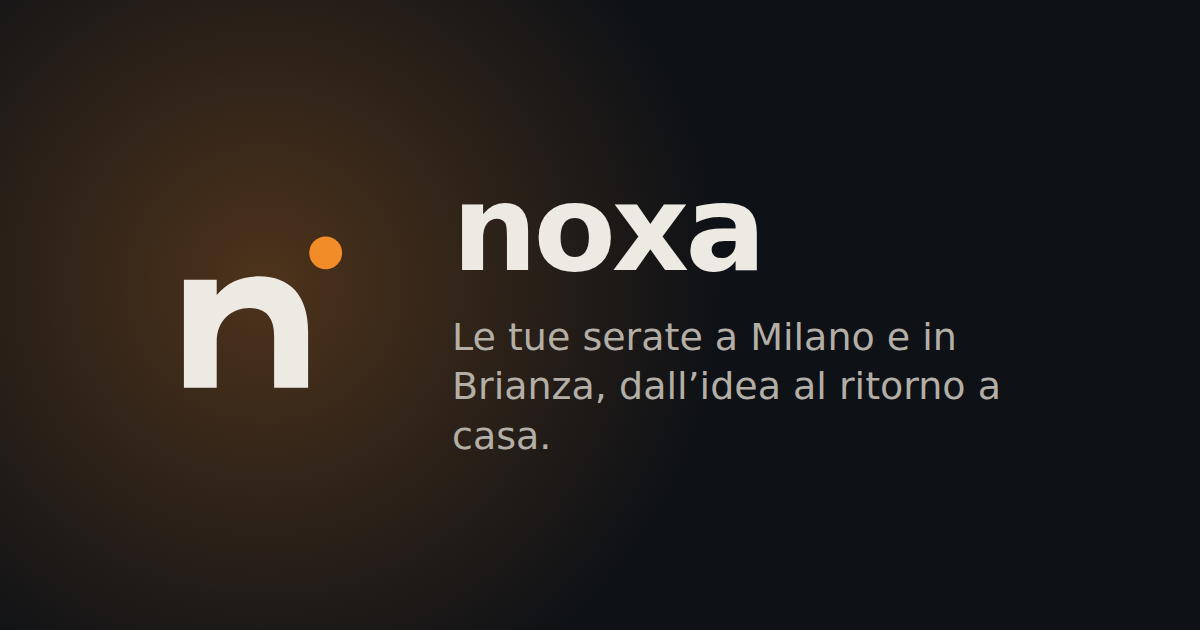 n
noxa
Le tue serate a Milano e in
Brianza, dall’idea al ritorno a
casa.